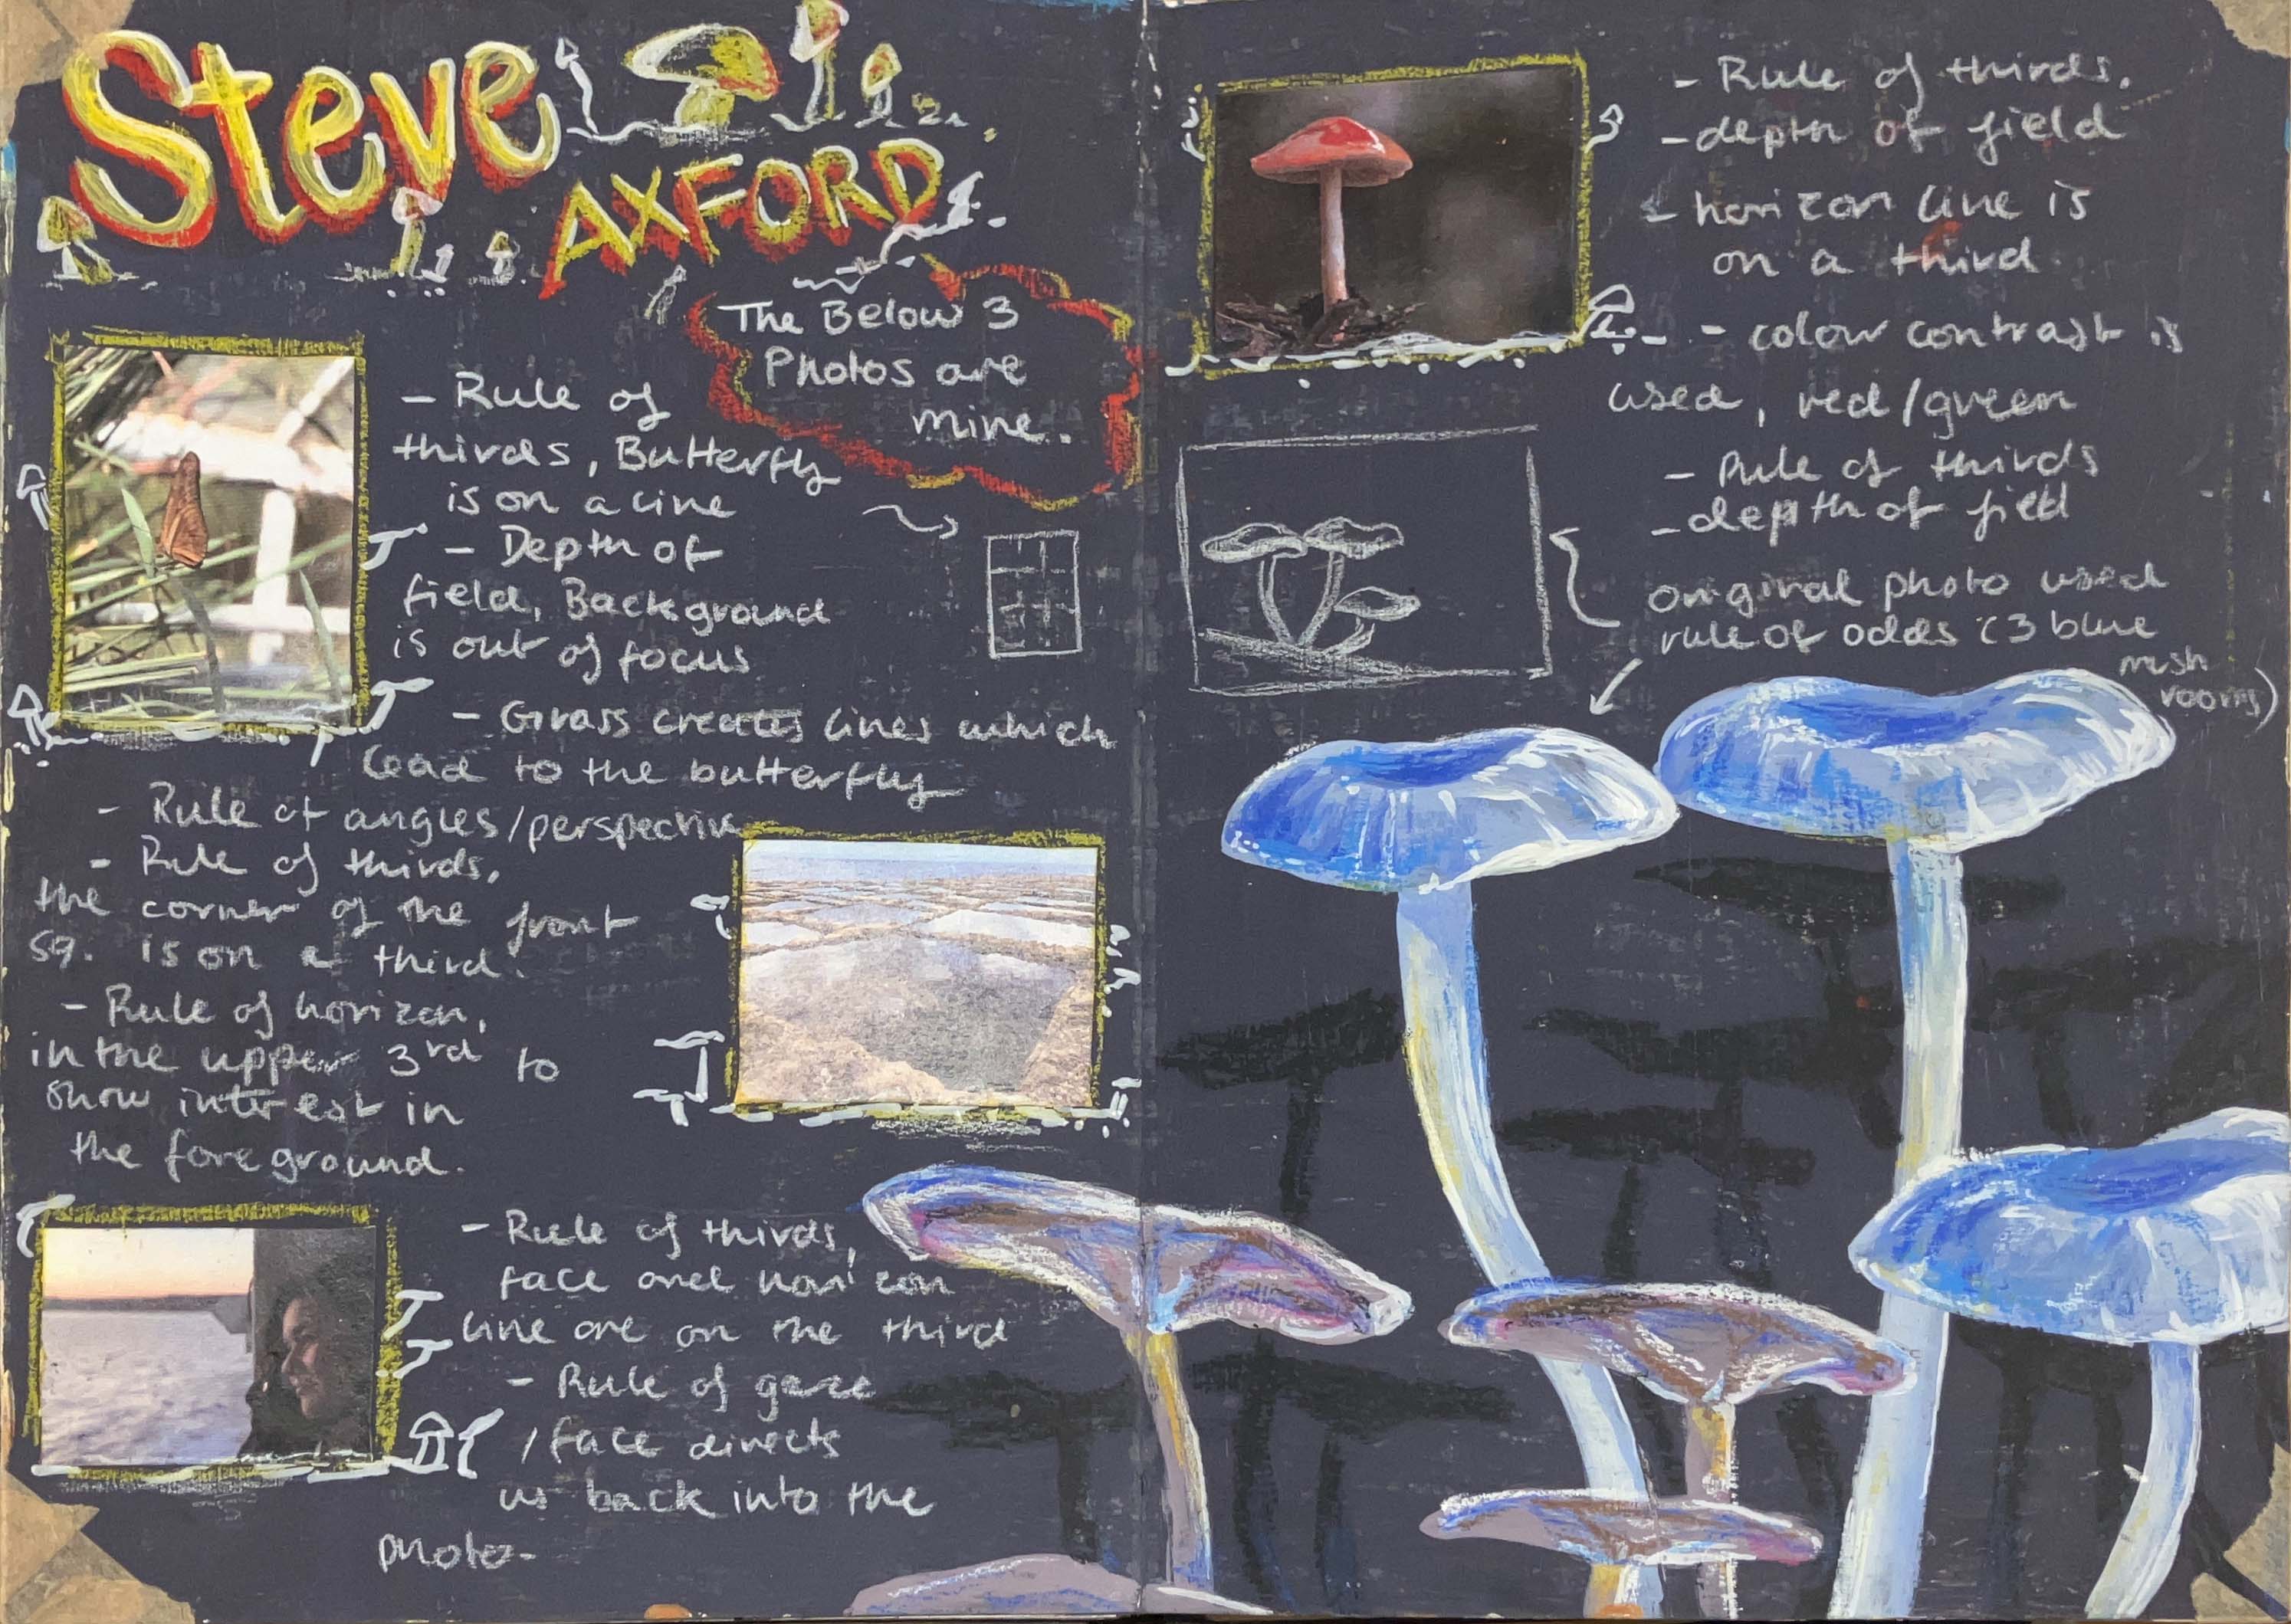 Steve
AXFORD
The Below 3
Photos are
mine.
- Rule of
thirds, Butterfly
is on a line
- Depth of
field, Background
is out of focus
- Grass creates lines which
lead to the butterfly
- Rule of angles/perspective
- Rule of thirds,
the corner of the front
sq. is on a third.
- Rule of horizon,
in the upper 3rd to
show interest in
the foreground.
- Rule of thirds,
face and horizon
line are on the third
- Rule of gaze
/face directs
us back into the
photo-
- Rule of thirds.
- depth of field
- horizon line is
on a third
- colour contrast is
used, red/green
- Rule of thirds
- depth of field
original photo used
rule of odds (3 blue
mush
rooms)